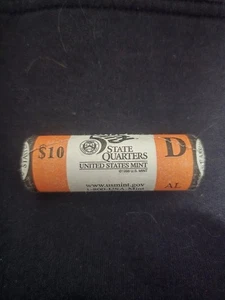 $10
STATE
QUARTERS
UNITED STATES MINT
D
www.usmint.gov
AL